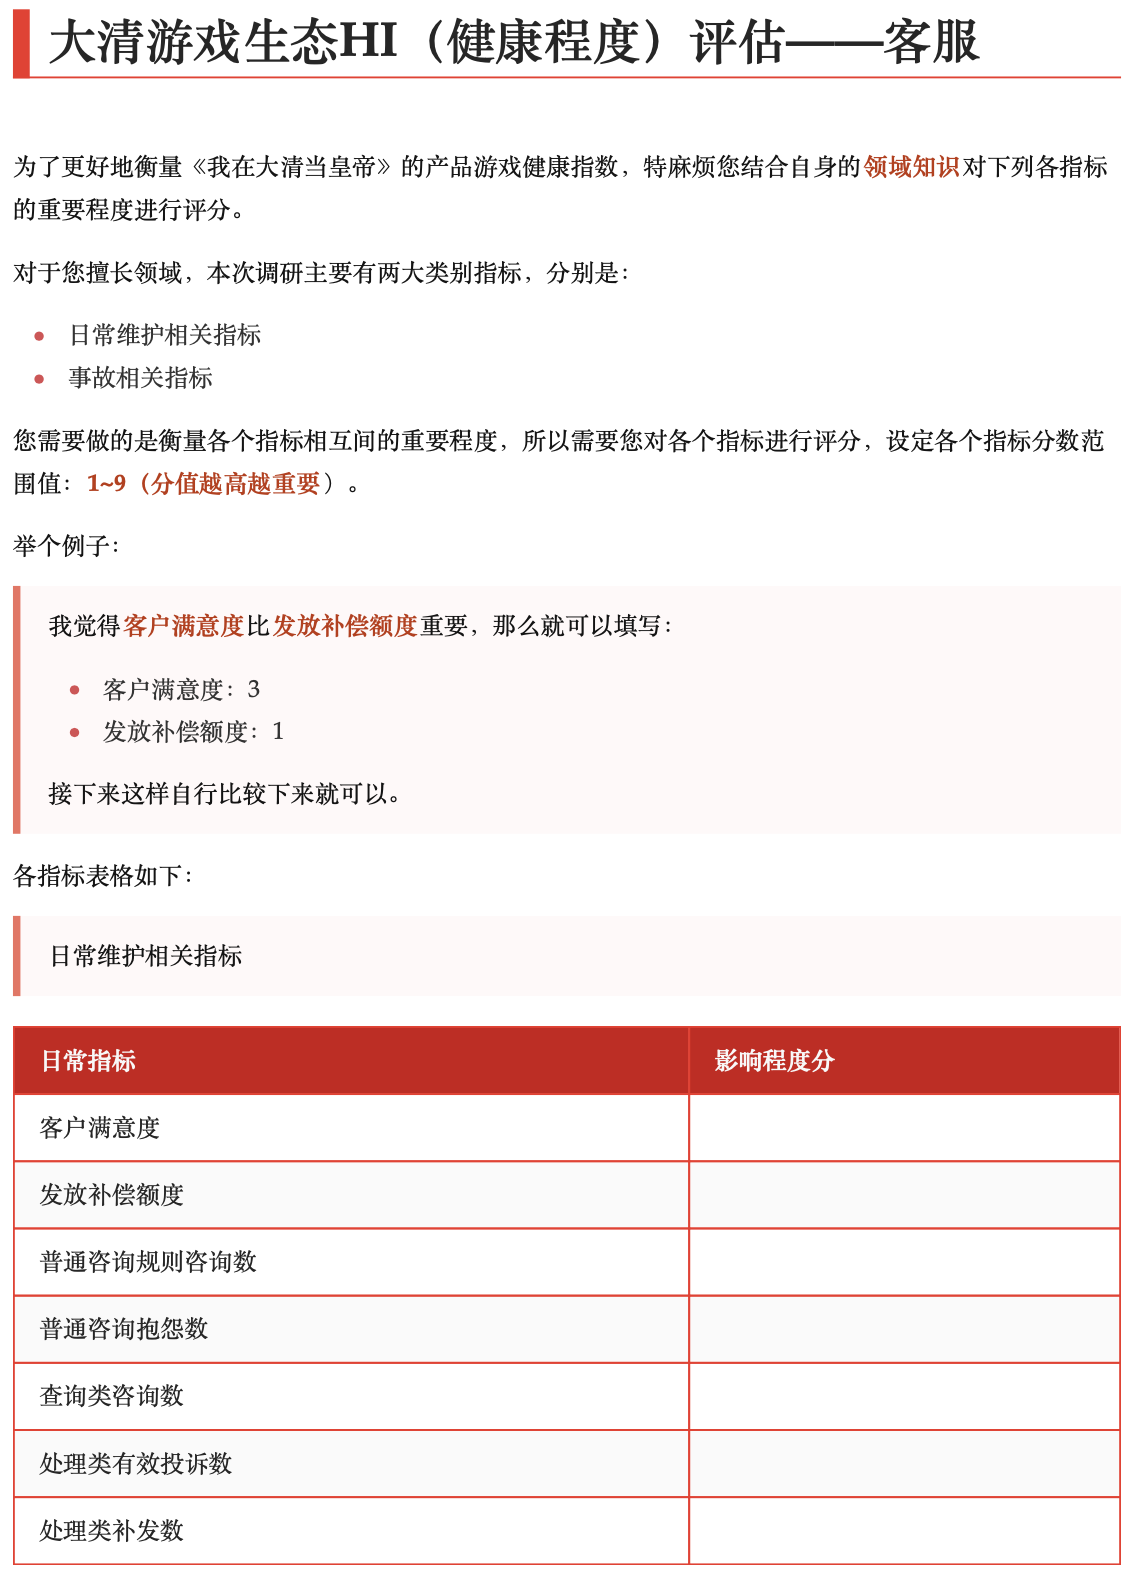 大清游戏生态HI（健康程度）评估——客服
为了更好地衡量《我在大清当皇帝》的产品游戏健康指数，特麻烦您结合自身的领域知识对下列各指标
的重要程度进行评分。
对于您擅长领域，本次调研主要有两大类别指标，分别是：
• 日常维护相关指标
• 事故相关指标
您需要做的是衡量各个指标相互间的重要程度，所以需要您对各个指标进行评分，设定各个指标分数范
围值：1~9（分值越高越重要）。
举个例子：
我觉得客户满意度比发放补偿额度重要，那么就可以填写：
• 客户满意度：3
• 发放补偿额度：1
接下来这样自行比较下来就可以。
各指标表格如下：
日常维护相关指标
日常指标 影响程度分
客户满意度
发放补偿额度
普通咨询规则咨询数
普通咨询抱怨数
查询类咨询数
处理类有效投诉数
处理类补发数